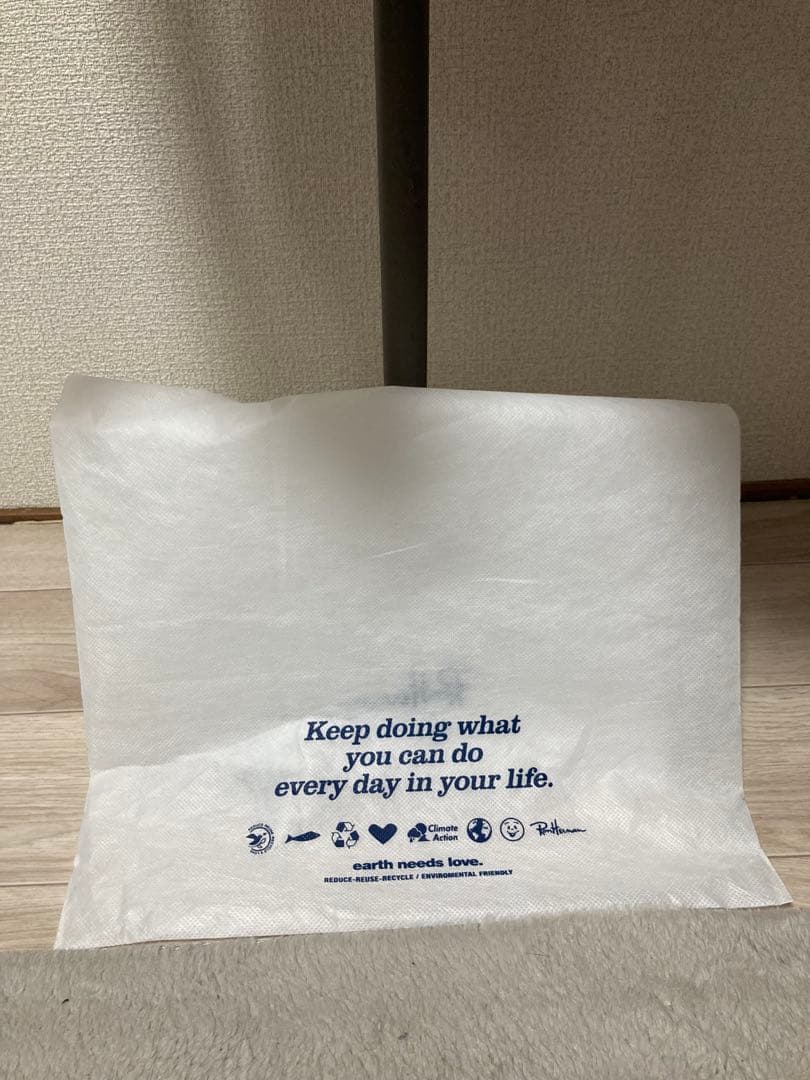 Keep doing what
you can do
every day in your life.
Climate
Action
Ron Herman
earth needs love.
REDUCE-REUSE-RECYCLE / ENVIROMENTAL FRIENDLY